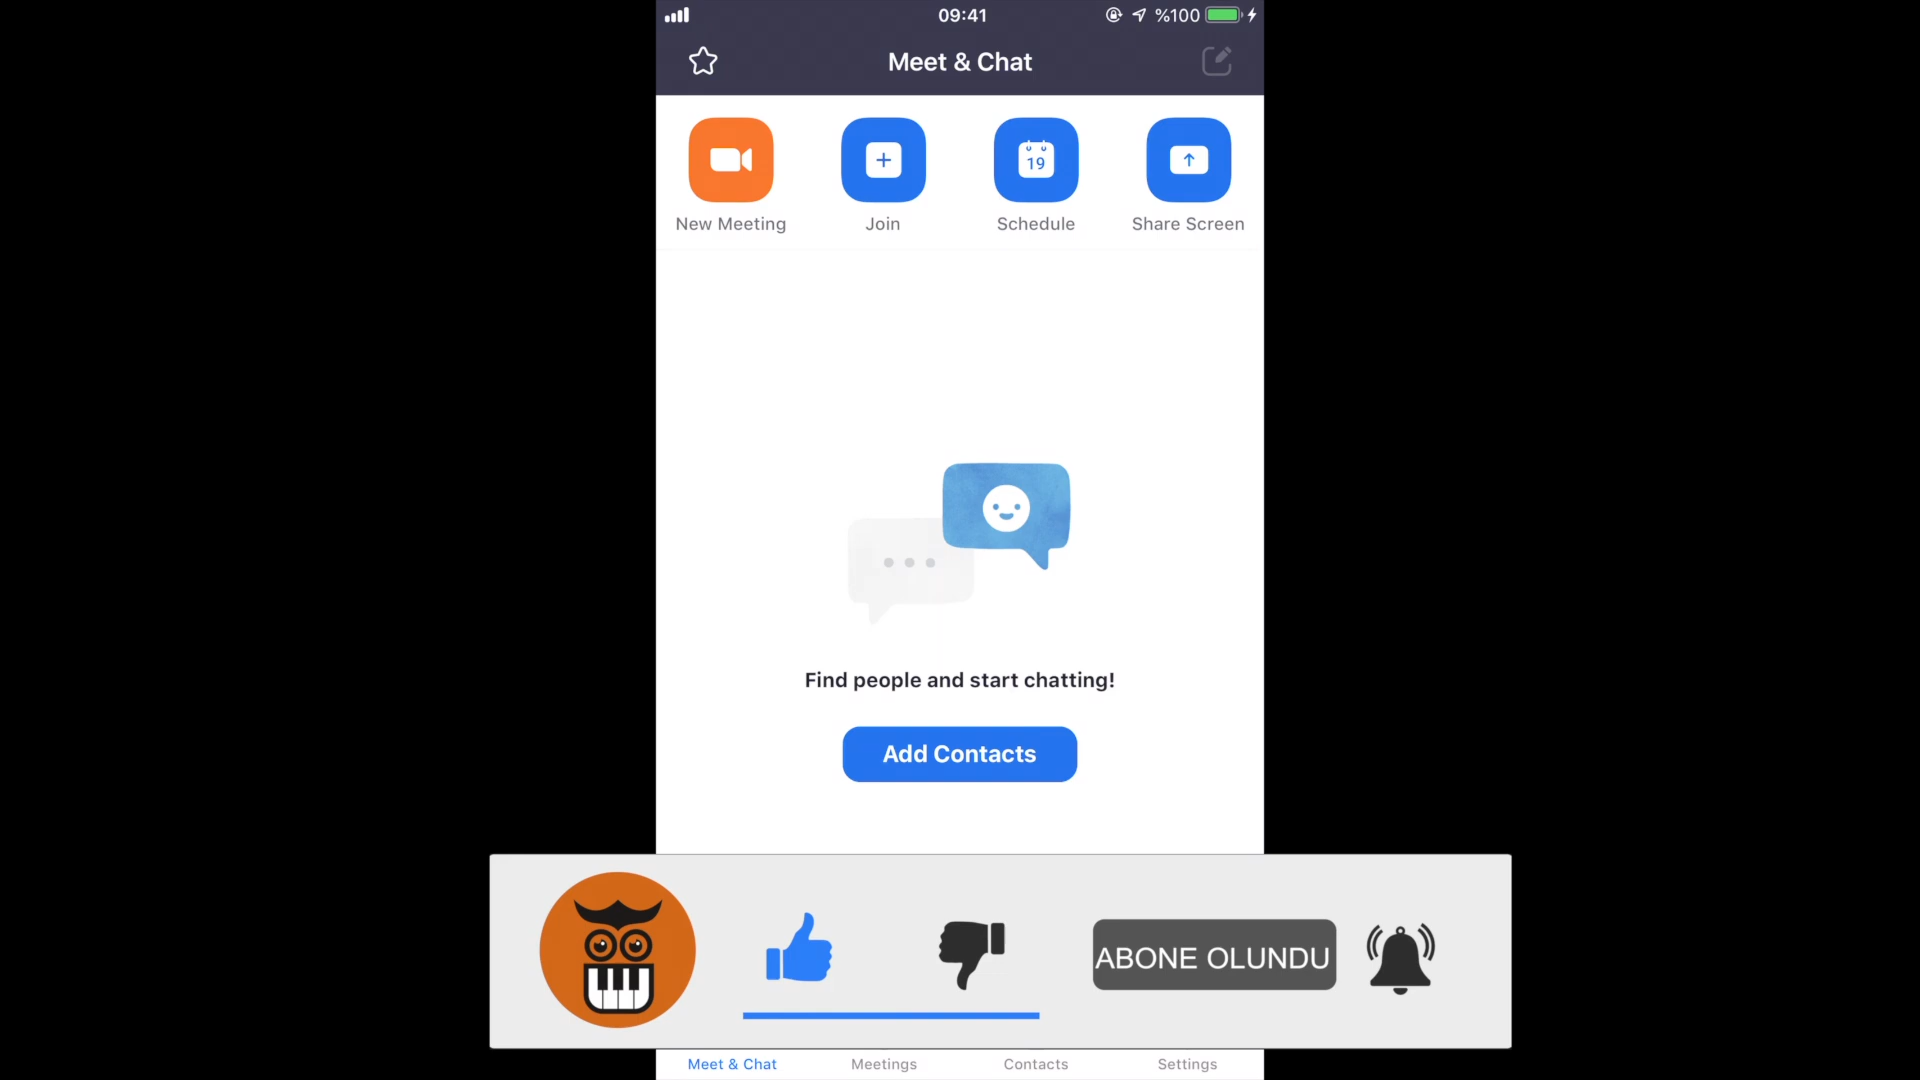 09:41
%100
Meet & Chat
19
New Meeting
Join
Schedule
Share Screen
Find people and start chatting!
Add Contacts
ABONE OLUNDU
Meet & Chat
Meetings
Contacts
Settings